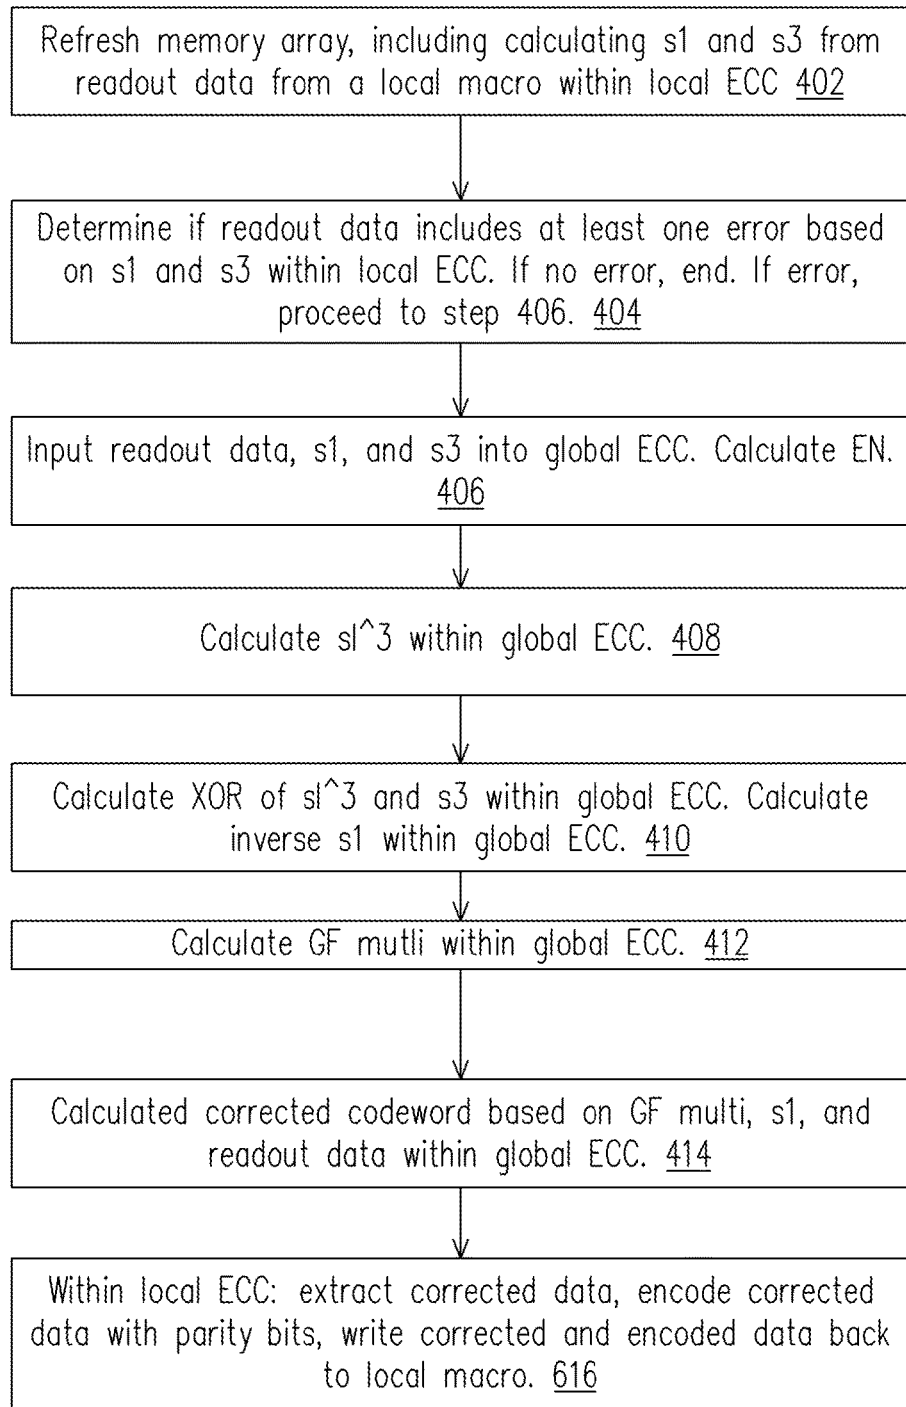 Refresh memory array, including calculating s1 and s3 from
readout data from a local macro within local ECC 402
Determine if readout data includes at least one error based
on s1 and s3 within local ECC. If no error, end. If error,
proceed to step 406. 404
Input readout data, s1, and s3 into global ECC. Calculate EN.
406
Calculate sl^3 within global ECC. 408
Calculate XOR of sl^3 and s3 within global ECC. Calculate
inverse s1 within global ECC. 410
Calculate GF mutli within global ECC. 412
Calculated corrected codeword based on GF multi, s1, and
readout data within global ECC. 414
Within local ECC: extract corrected data, encode corrected
data with parity bits, write corrected and encoded data back
to local macro. 616